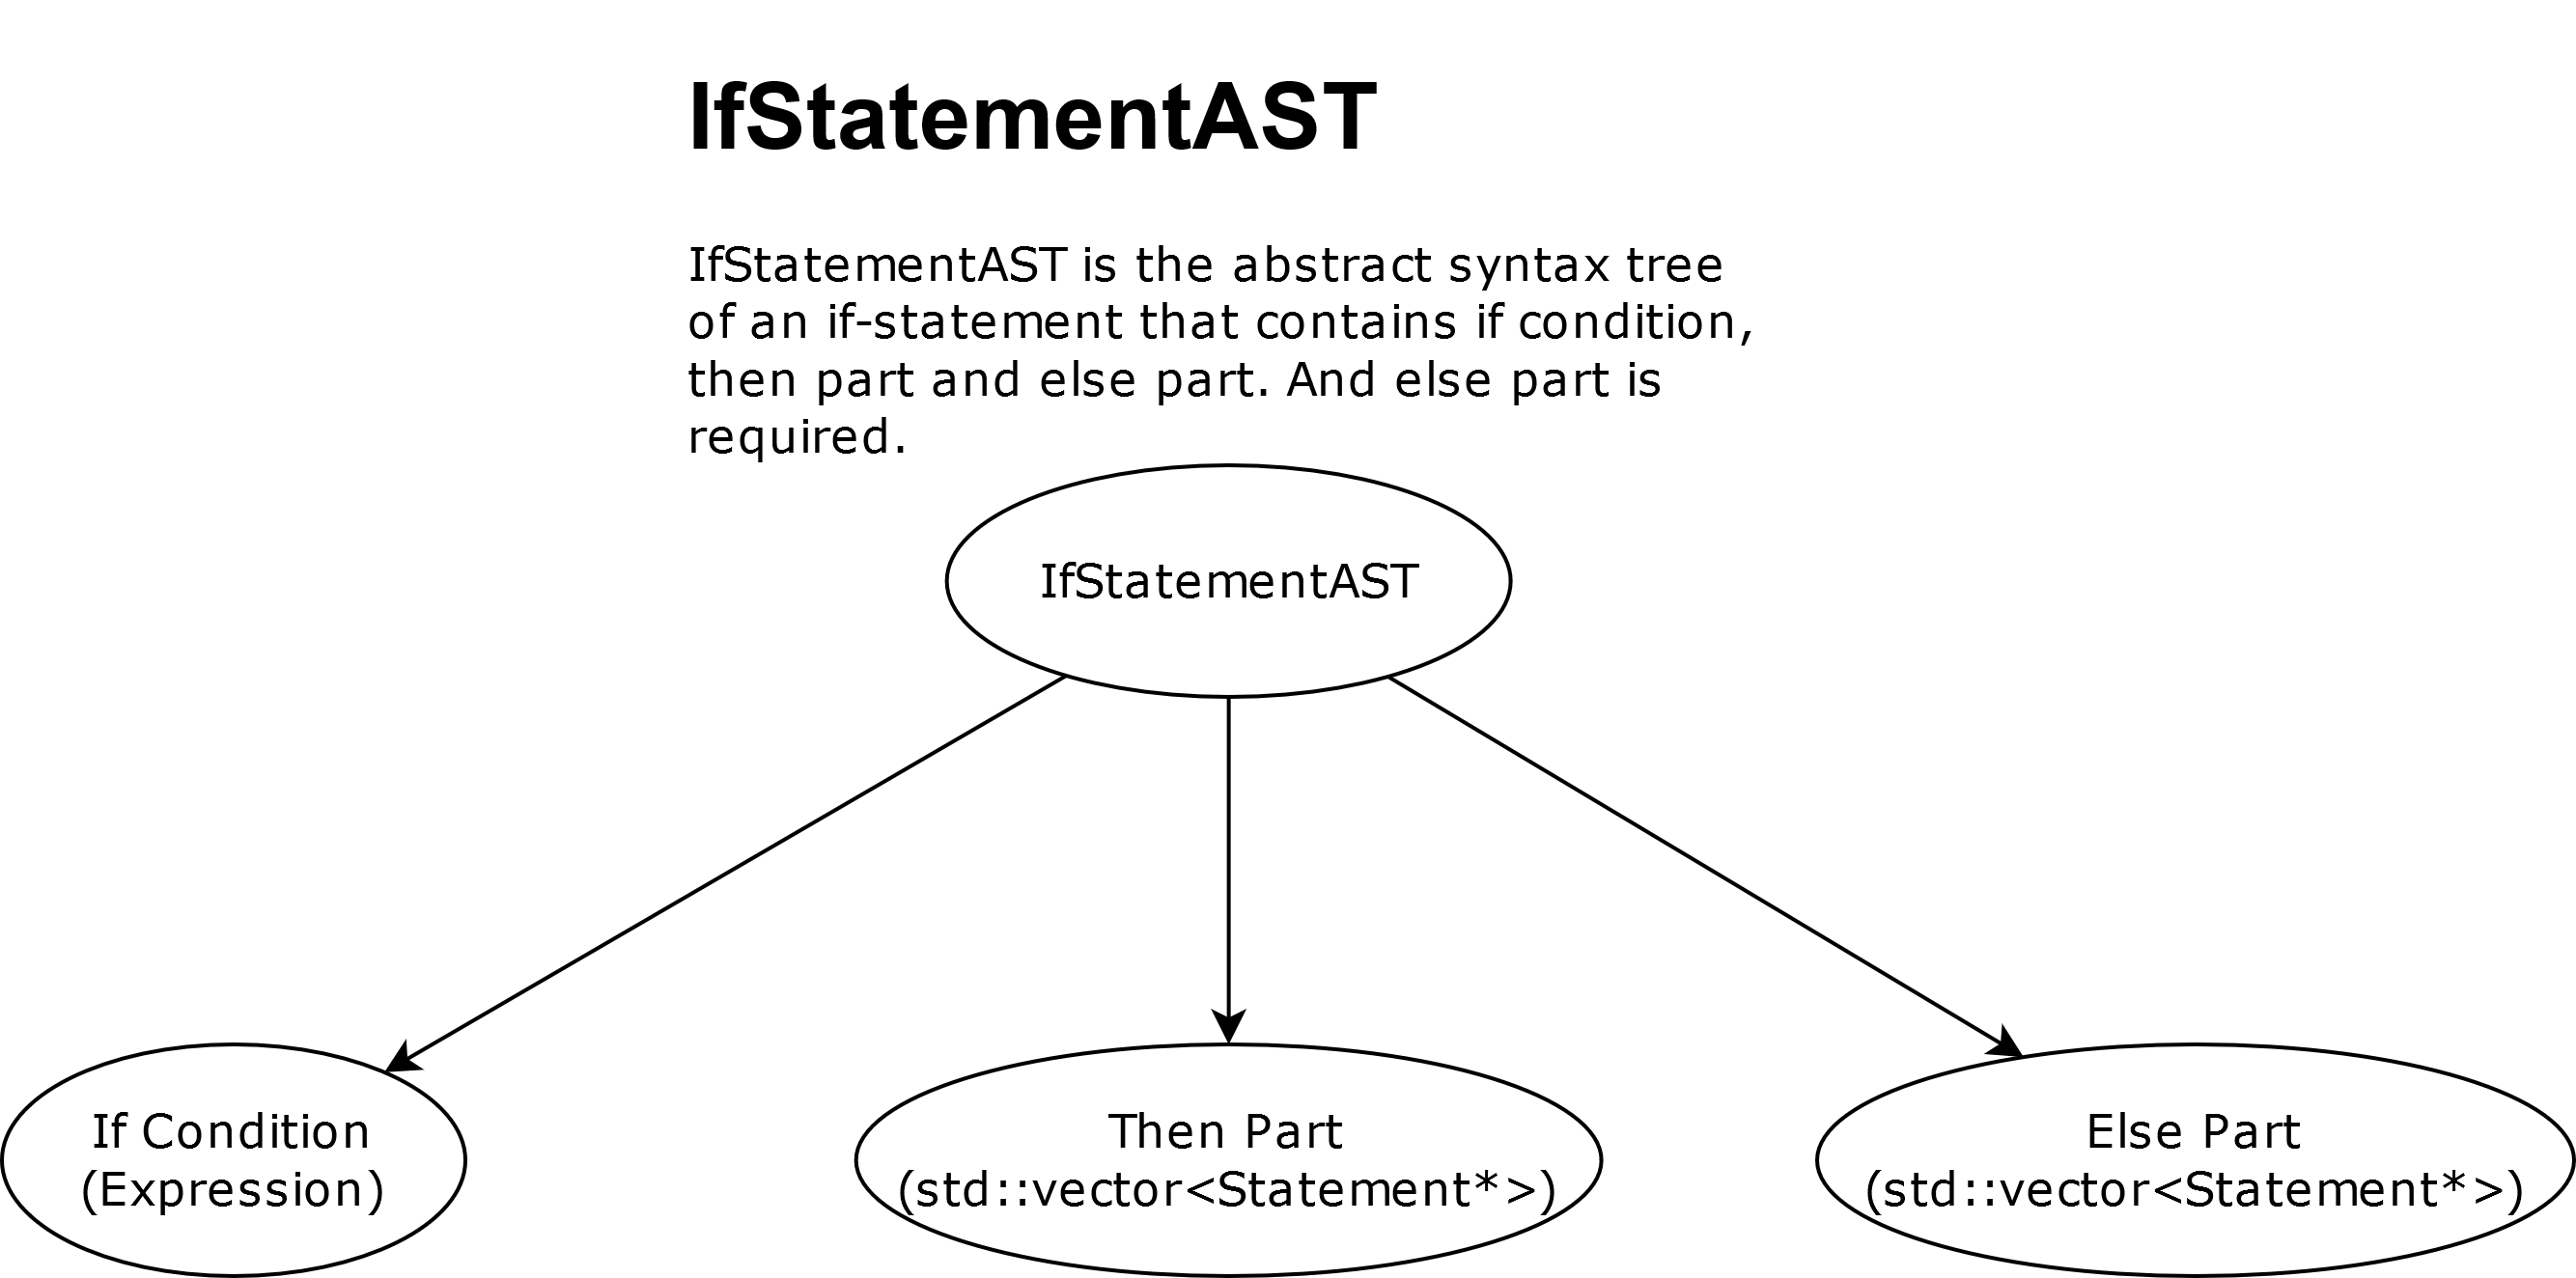 IfStatementAST
IfStatementAST is the abstract syntax tree
of an if-statement that contains if condition,
then part and else part. And else part is
required.
IfStatementAST
If Condition
(Expression)
Then Part
(std::vector<Statement*>)
Else Part
(std::vector<Statement*>)